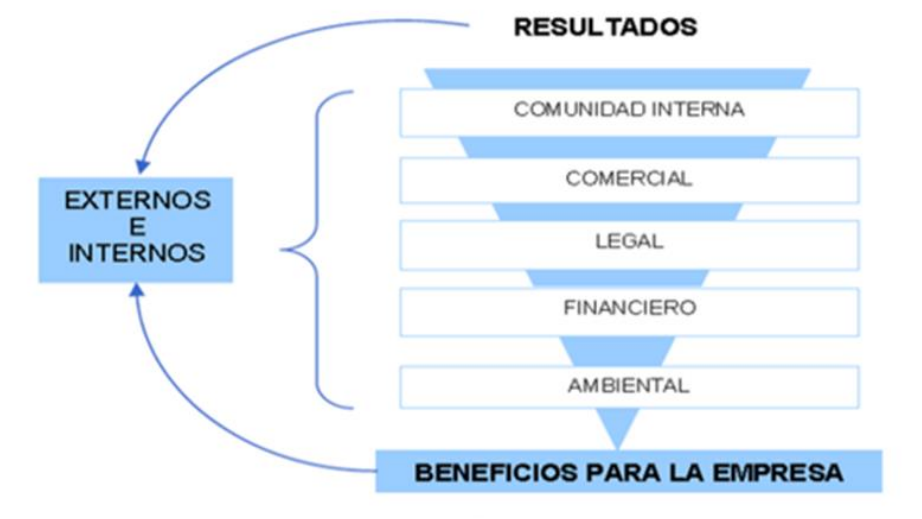 RESULTADOS
COMUNIDAD INTERNA
COMERCIAL
LEGAL
FINANCIERO
AMBIENTAL
BENEFICIOS PARA LA EMPRESA
EXTERNOS
E
INTERNOS